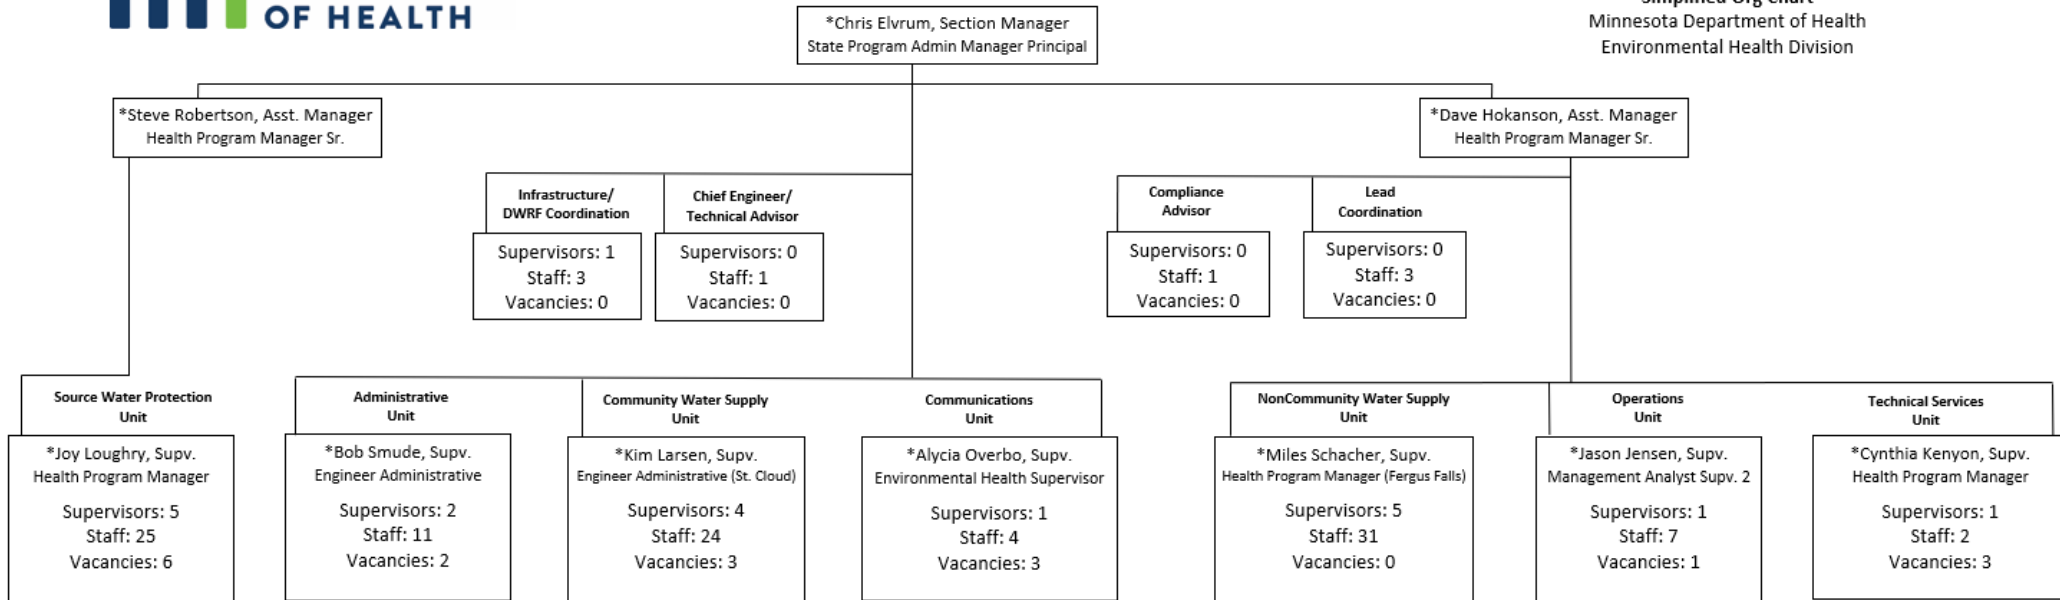 OF HEALTH
Simplified Org Chart
Minnesota Department of Health
Environmental Health Division
*Chris Elvrum, Section Manager
State Program Admin Manager Principal
*Steve Robertson, Asst. Manager
Health Program Manager Sr.
*Dave Hokanson, Asst. Manager
Health Program Manager Sr.
Infrastructure/
DWRF Coordination
Supervisors: 1
Staff: 3
Vacancies: 0
Chief Engineer/
Technical Advisor
Supervisors: 0
Staff: 1
Vacancies: 0
Compliance
Advisor
Supervisors: 0
Staff: 1
Vacancies: 0
Lead
Coordination
Supervisors: 0
Staff: 3
Vacancies: 0
Source Water Protection
Unit
*Joy Loughry, Supv.
Health Program Manager
Supervisors: 5
Staff: 25
Vacancies: 6
Administrative
Unit
*Bob Smude, Supv.
Engineer Administrative
Supervisors: 2
Staff: 11
Vacancies: 2
Community Water Supply
Unit
*Kim Larsen, Supv.
Engineer Administrative (St. Cloud)
Supervisors: 4
Staff: 24
Vacancies: 3
Communications
Unit
*Alycia Overbo, Supv.
Environmental Health Supervisor
Supervisors: 1
Staff: 4
Vacancies: 3
NonCommunity Water Supply
Unit
*Miles Schacher, Supv.
Health Program Manager (Fergus Falls)
Supervisors: 5
Staff: 31
Vacancies: 0
Operations
Unit
*Jason Jensen, Supv.
Management Analyst Supv. 2
Supervisors: 1
Staff: 7
Vacancies: 1
Technical Services
Unit
*Cynthia Kenyon, Supv.
Health Program Manager
Supervisors: 1
Staff: 2
Vacancies: 3